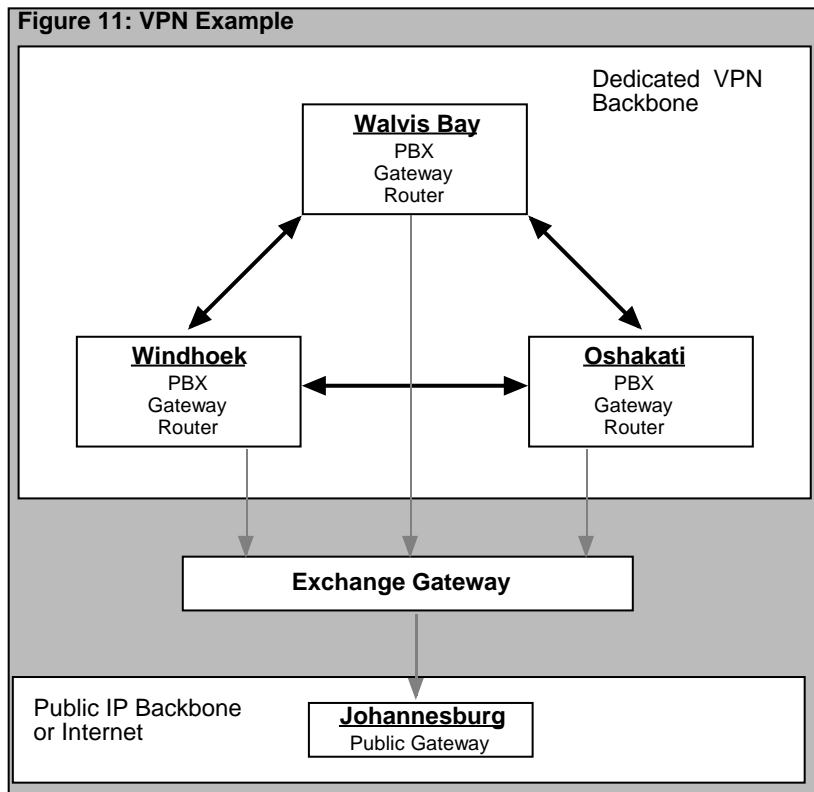 Figure 11: VPN Example
Dedicated VPN
Backbone
Walvis Bay
PBX
Gateway
Router
Windhoek
PBX
Gateway
Router
Oshakati
PBX
Gateway
Router
Exchange Gateway
Public IP Backbone
or Internet
Johannesburg
Public Gateway